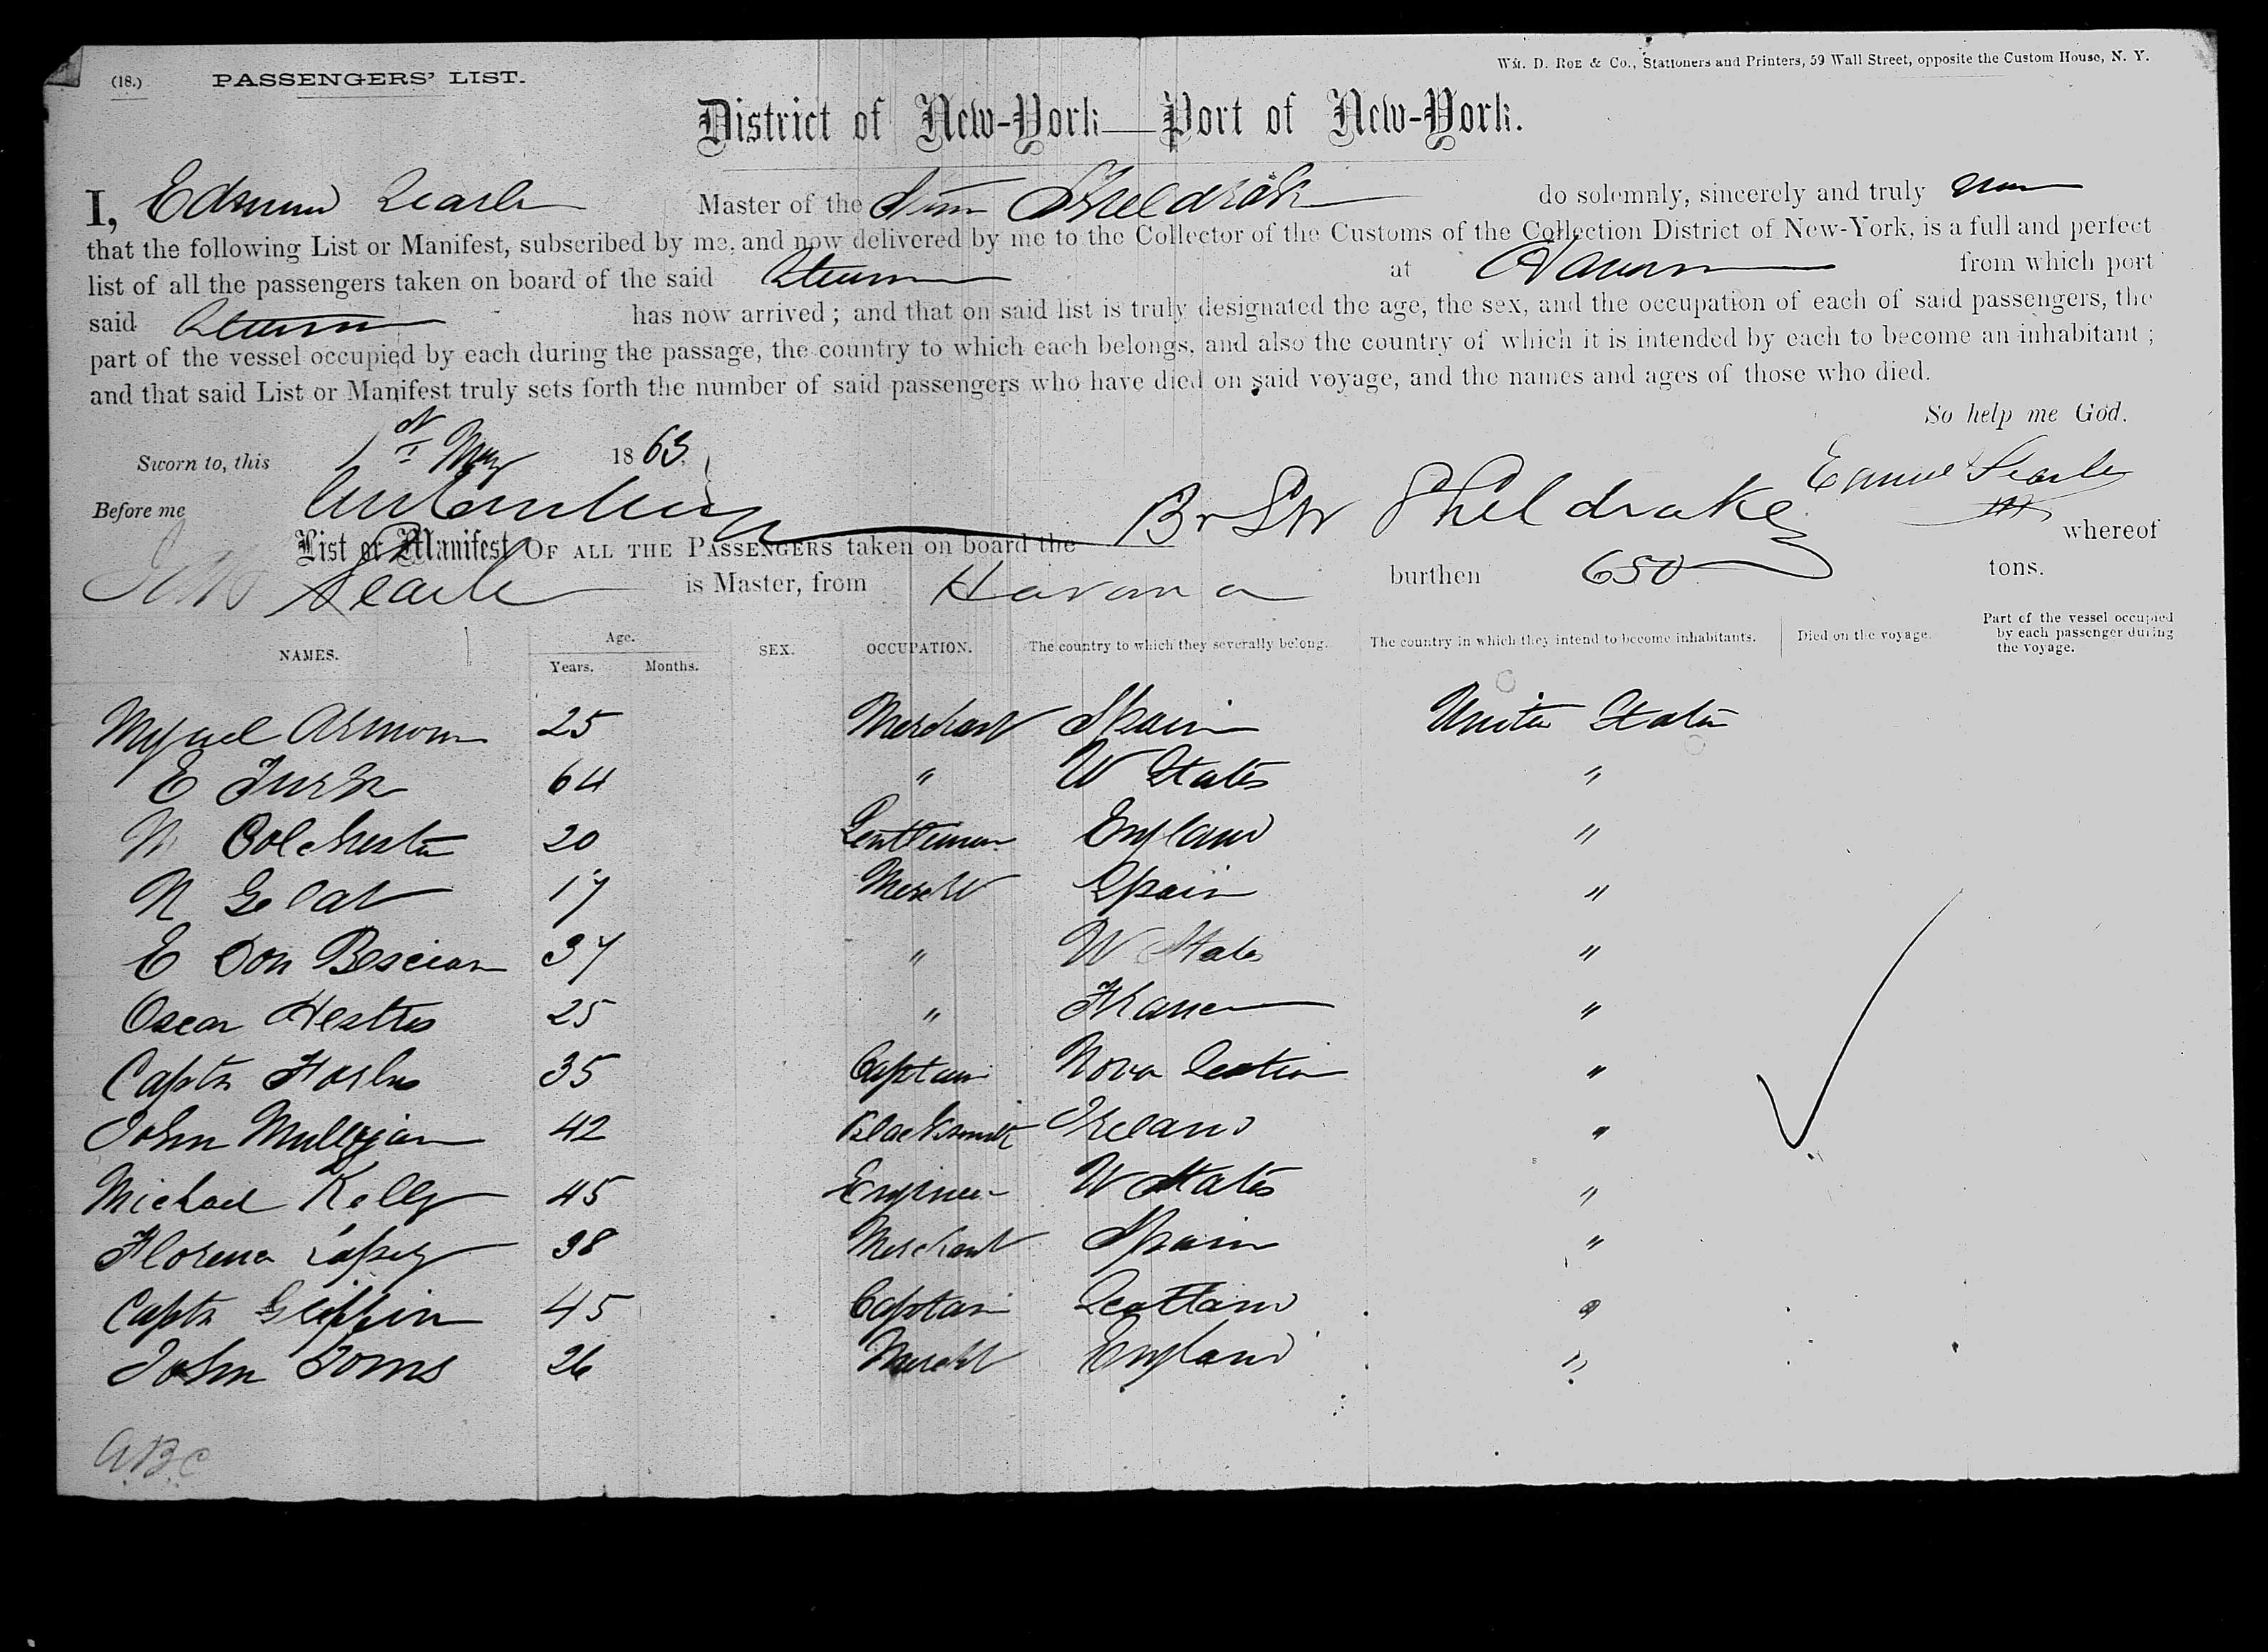 (18.) PASSENGERS' LIST.
Wm. D. Roe & Co., Stationers and Printers, 59 Wall Street, opposite the Custom House, N. Y.
District of New-York—Port of New-York.
I, Edmund Searle Master of the Steam Sheldrake do solemnly, sincerely and truly swear
that the following List or Manifest, subscribed by me, and now delivered by me to the Collector of the Customs of the Collection District of New-York, is a full and perfect
list of all the passengers taken on board of the said Steamer at Havana from which port
said Steamer has now arrived; and that on said list is truly designated the age, the sex, and the occupation of each of said passengers, the
part of the vessel occupied by each during the passage, the country to which each belongs, and also the country of which it is intended by each to become an inhabitant;
and that said List or Manifest truly sets forth the number of said passengers who have died on said voyage, and the names and ages of those who died.
So help me God.
Sworn to, this 1st May 1863
Before me
List or Manifest OF ALL THE PASSENGERS taken on board the Br Str Sheldrake whereof
Searle is Master, from Havana burthen 650 tons.
NAMES. Age. Years. Months. SEX. OCCUPATION. The country to which they severally belong. The country in which they intend to become inhabitants. Died on the voyage. Part of the vessel occupied by each passenger during the voyage.
25 Merchant Spain United States
E 64 " U States "
Colchester 20 Gentleman England "
N Gelat 17 Mercht Spain "
E Von 37 " U States "
Oscar 25 " France "
Captn 35 Captain Nova Scotia "
John Mulligan 42 Blacksmith Ireland "
Michael Kelly 45 Engineer U States "
Lopez 38 Merchant Spain "
Captn Griffin 45 Captain Scotland "
John Toms 26 Mercht England "
A.B.C